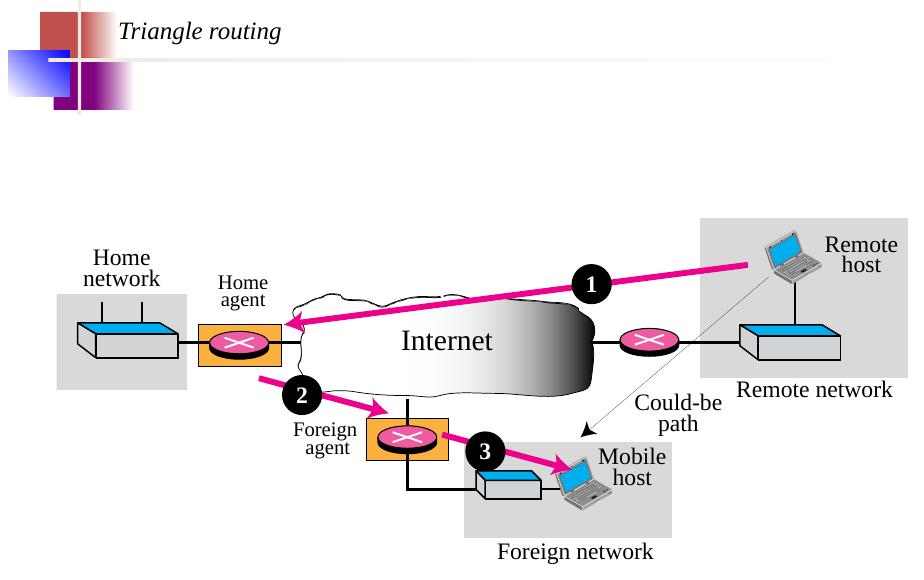 Triangle routing
Home
network
Home
agent
1
Remote
host
Internet
2
Foreign
agent
3
Could-be
path
Remote network
Mobile
host
Foreign network